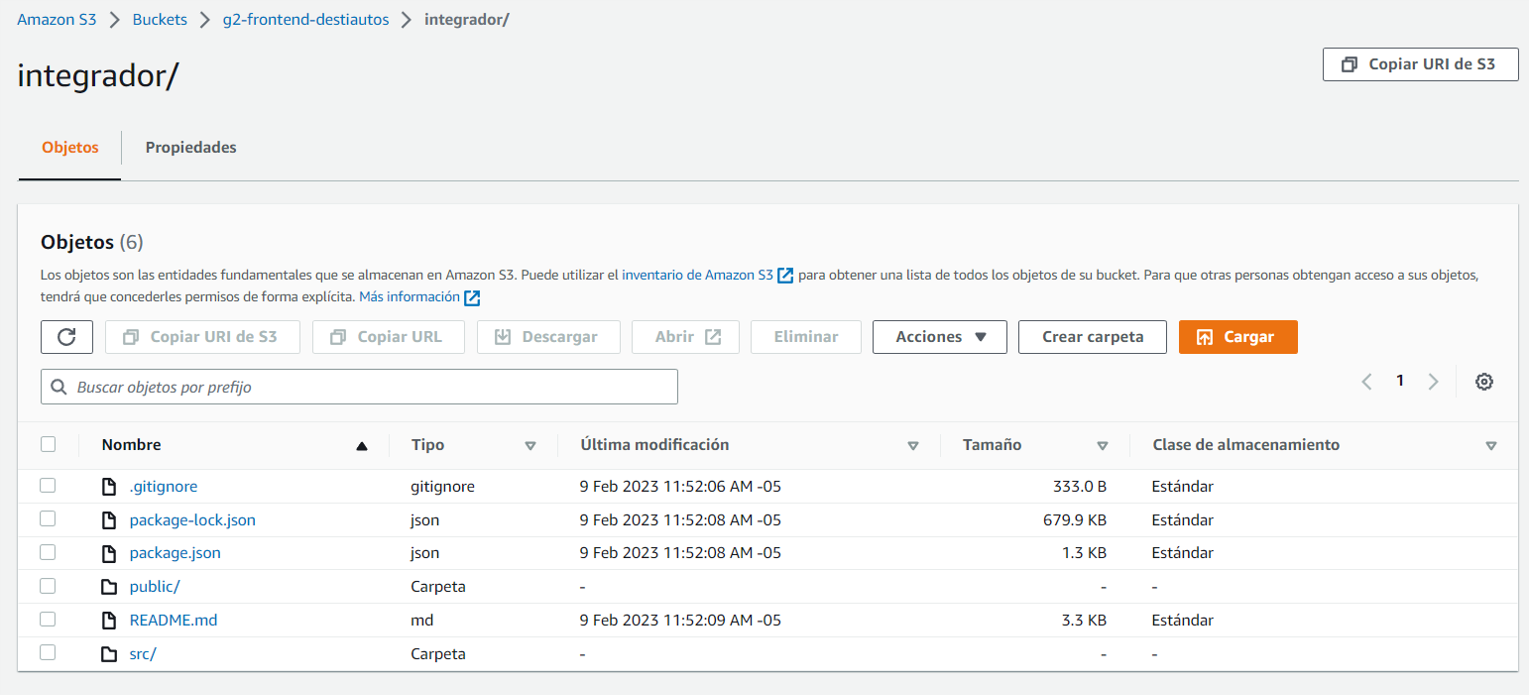 Amazon S3 > Buckets > g2-frontend-destiautos > integrador/
integrador/
Copiar URI de S3
Objetos
Propiedades
Objetos (6)
Los objetos son las entidades fundamentales que se almacenan en Amazon S3. Puede utilizar el inventario de Amazon S3 para obtener una lista de todos los objetos de su bucket. Para que otras personas obtengan acceso a sus objetos,
tendrá que concederles permisos de forma explícita. Más información
Copiar URI de S3 Copiar URL Descargar Abrir Eliminar Acciones Crear carpeta Cargar
Buscar objetos por prefijo
1
Nombre Tipo Última modificación Tamaño Clase de almacenamiento
.gitignore gitignore 9 Feb 2023 11:52:06 AM -05 333.0 B Estándar
package-lock.json json 9 Feb 2023 11:52:08 AM -05 679.9 KB Estándar
package.json json 9 Feb 2023 11:52:08 AM -05 1.3 KB Estándar
public/ Carpeta - - -
README.md md 9 Feb 2023 11:52:09 AM -05 3.3 KB Estándar
src/ Carpeta - - -